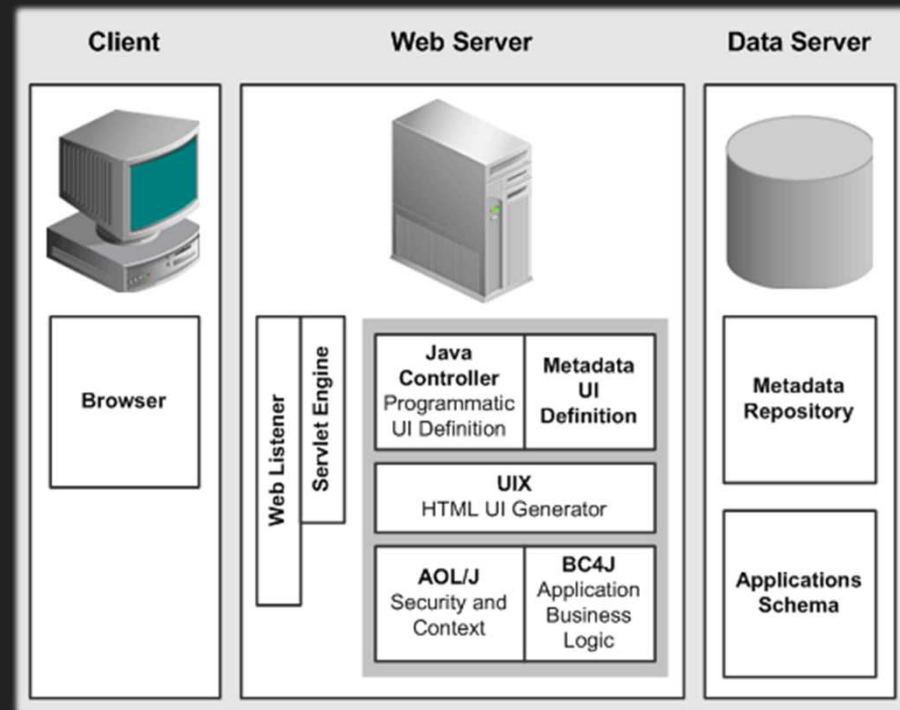 Client
Web Server
Data Server
Browser
Web Listener
Servlet Engine
Java
Controller
Programmatic
UI Definition
Metadata
UI
Definition
UIX
HTML UI Generator
AOL/J
Security and
Context
BC4J
Application
Business
Logic
Metadata
Repository
Applications
Schema